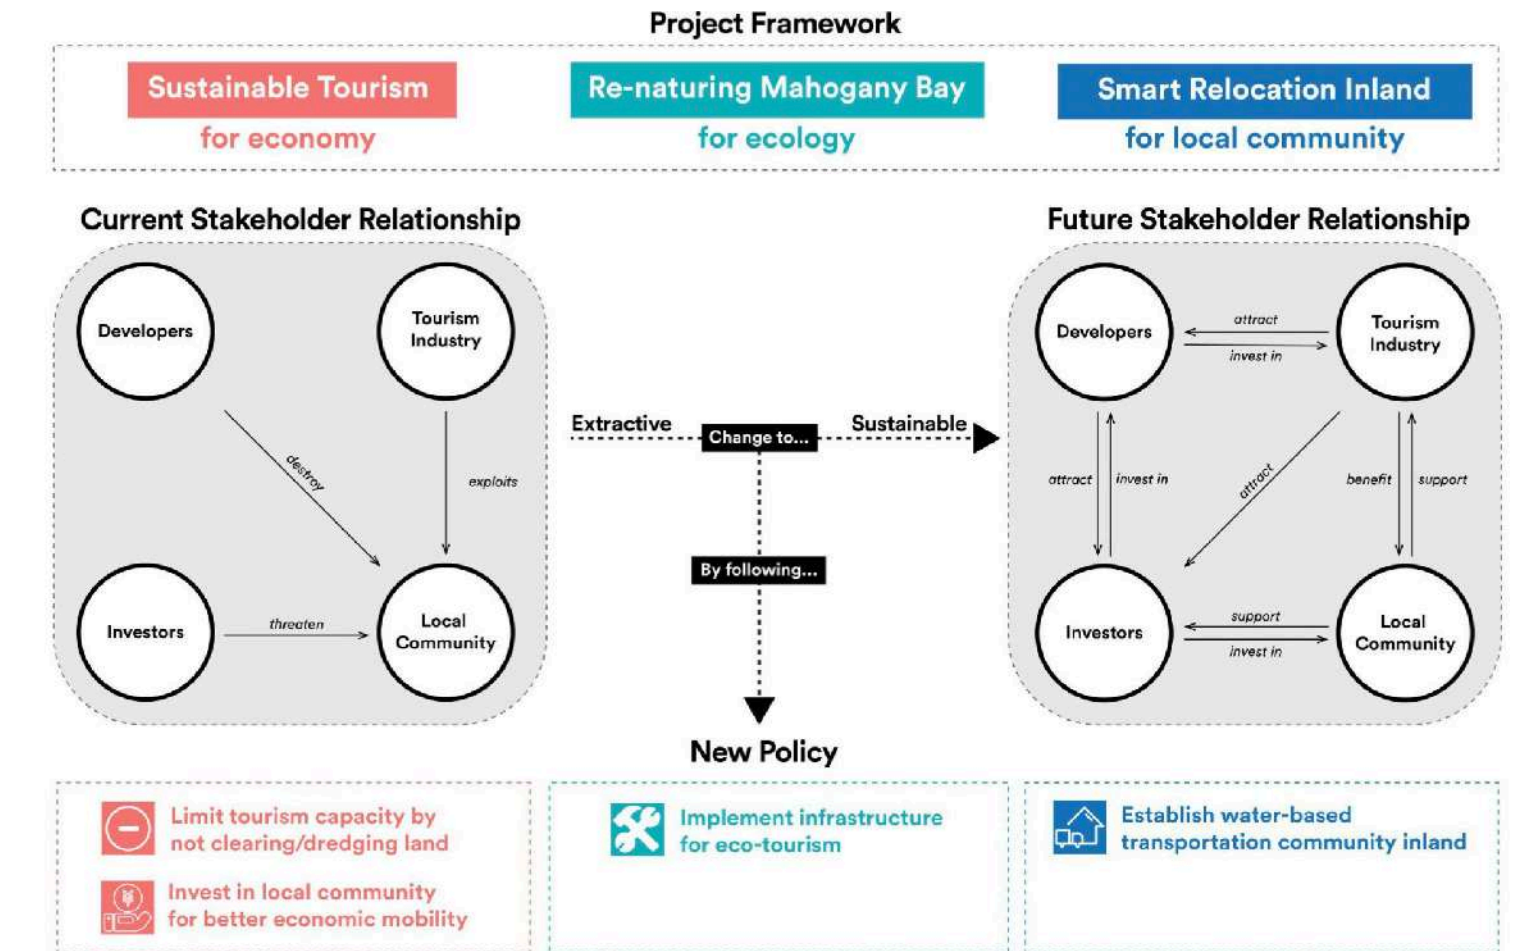 Project Framework
Sustainable Tourism
for economy
Re-naturing Mahogany Bay
for ecology
Smart Relocation Inland
for local community
Current Stakeholder Relationship
Developers
Tourism
Industry
destroy
exploits
Investors
threaten
Local
Community
Extractive
Change to...
Sustainable
By following...
Future Stakeholder Relationship
Developers
attract
invest in
Tourism
Industry
attract
invest in
attract
benefit
support
Investors
support
invest in
Local
Community
New Policy
Limit tourism capacity by
not clearing/dredging land
Invest in local community
for better economic mobility
Implement infrastructure
for eco-tourism
Establish water-based
transportation community inland